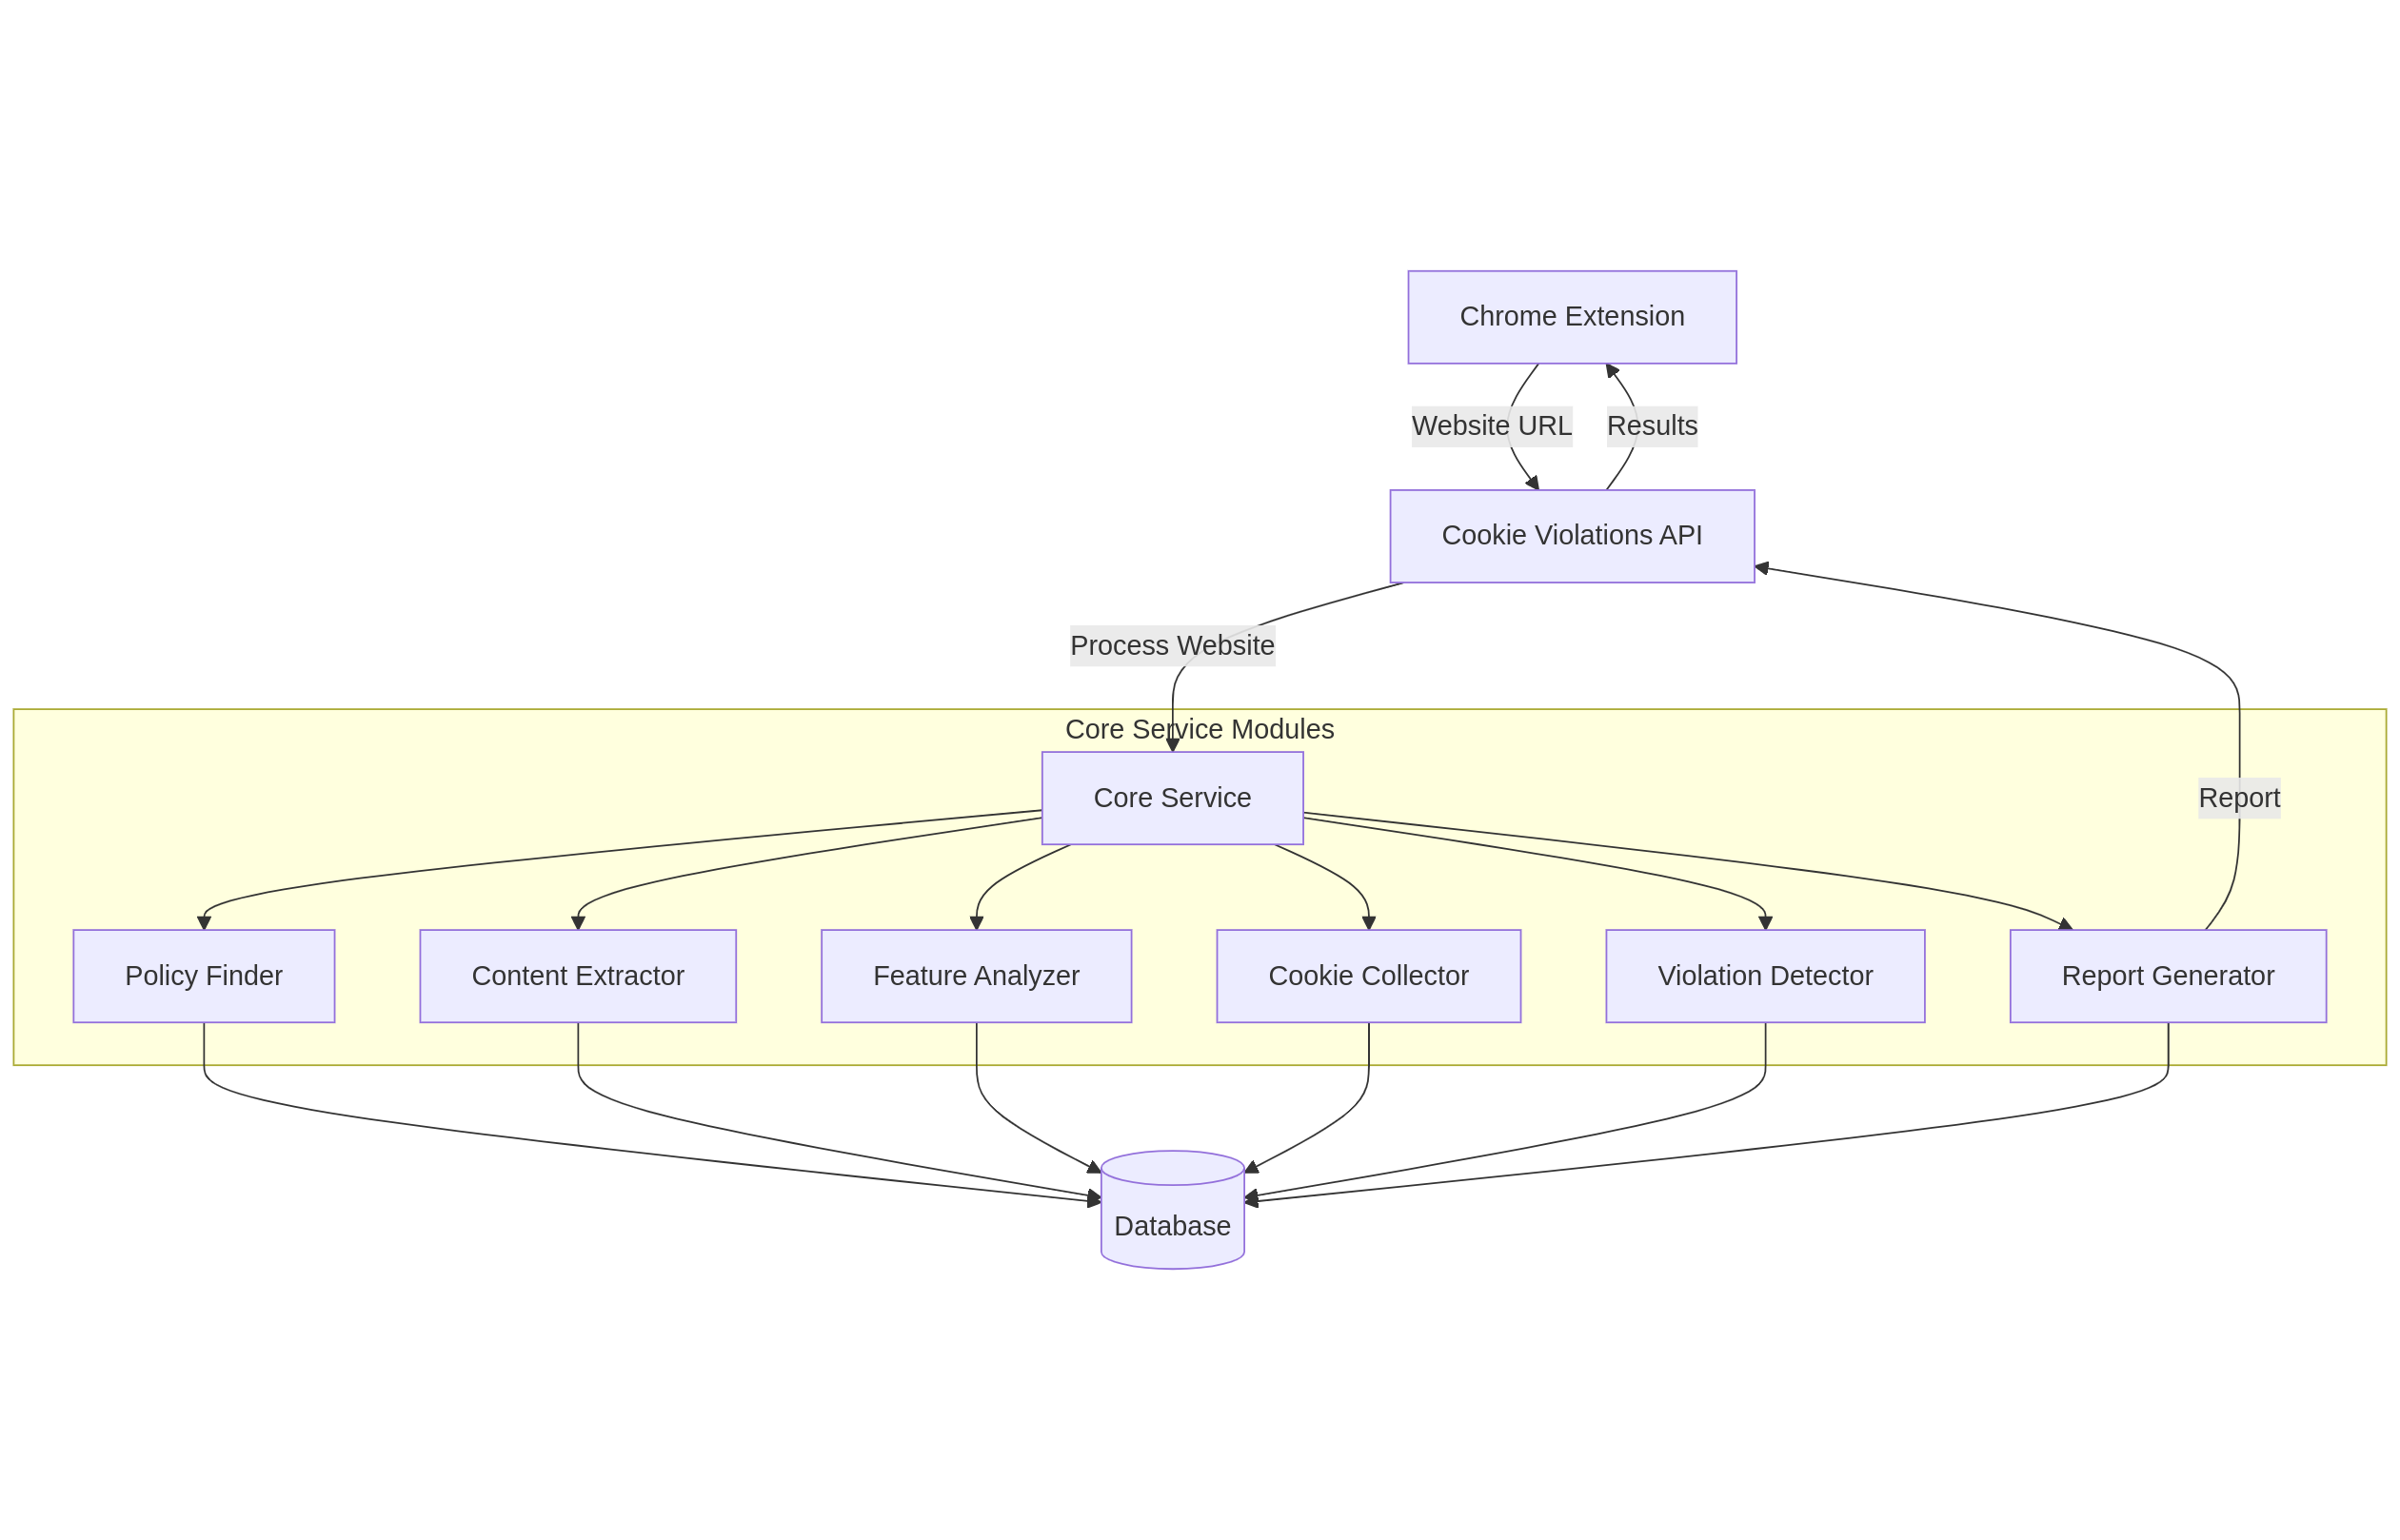 Chrome Extension
Website URL
Results
Cookie Violations API
Process Website
Core Service Modules
Core Service
Report
Policy Finder
Content Extractor
Feature Analyzer
Cookie Collector
Violation Detector
Report Generator
Database